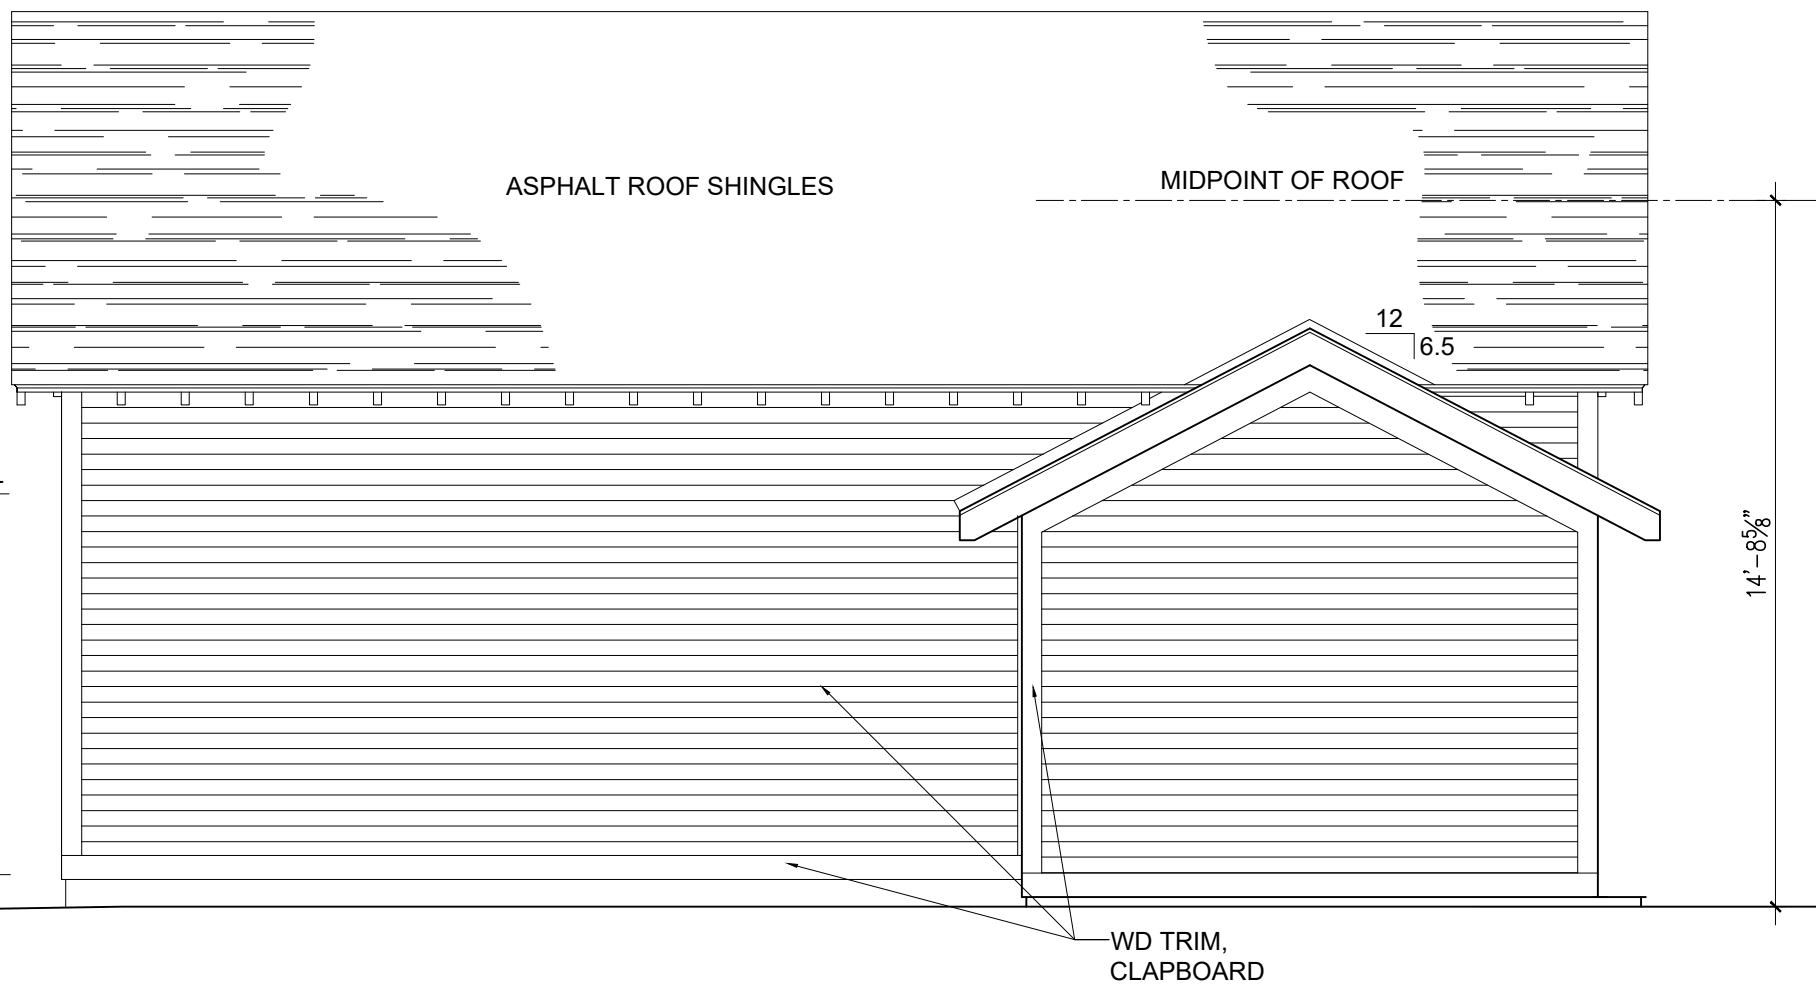 ASPHALT ROOF SHINGLES
MIDPOINT OF ROOF
12
6.5
14'-8⅝"
WD TRIM,
CLAPBOARD